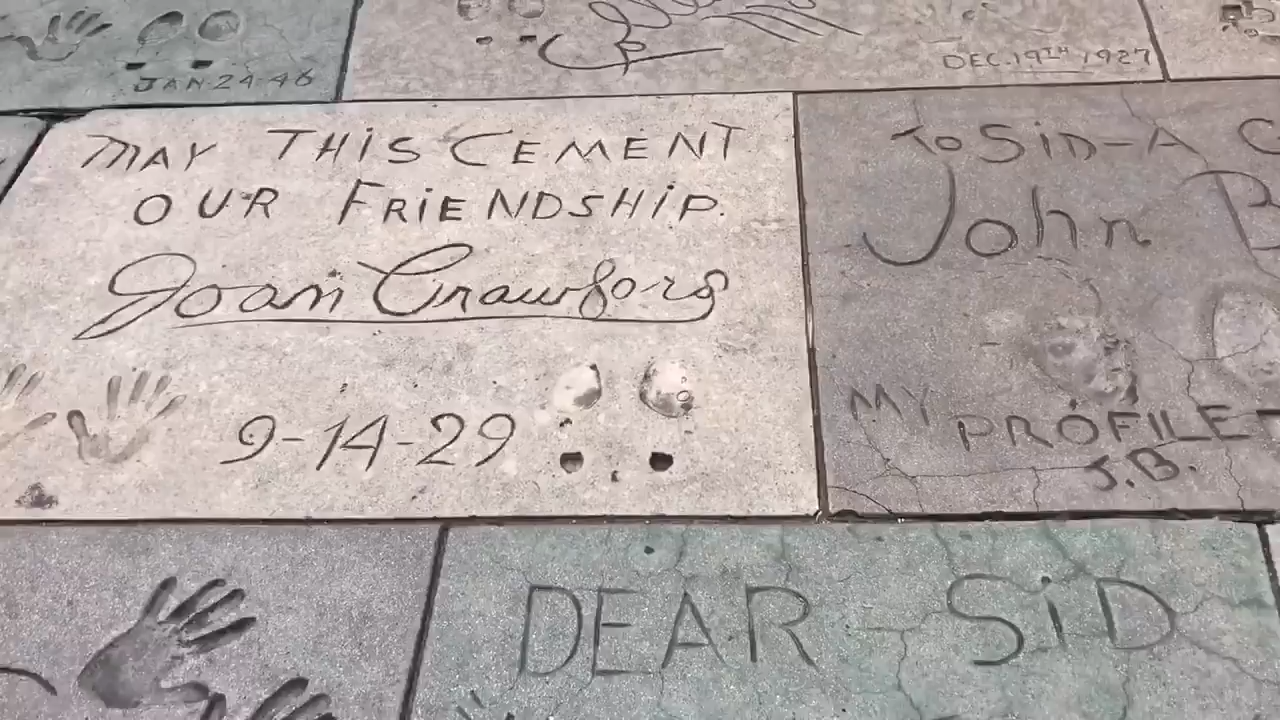 JAN-24-46
DEC.19TH 1927
MAY THIS CEMENT
OUR FRIENDSHIP.
Joan Crawford
9-14-29
TO SID-A C
John B
MY PROFILE-
J.B.
DEAR - SID